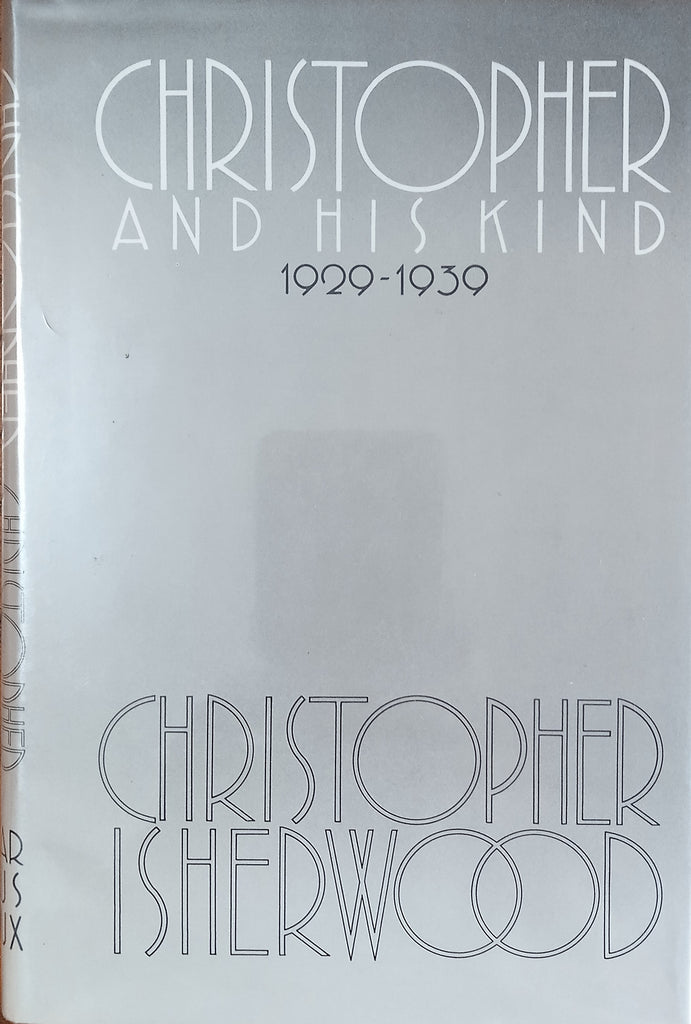 CHRISTOPHER
AND HIS KIND
1929-1939
CHRISTOPHER
ISHERWOOD